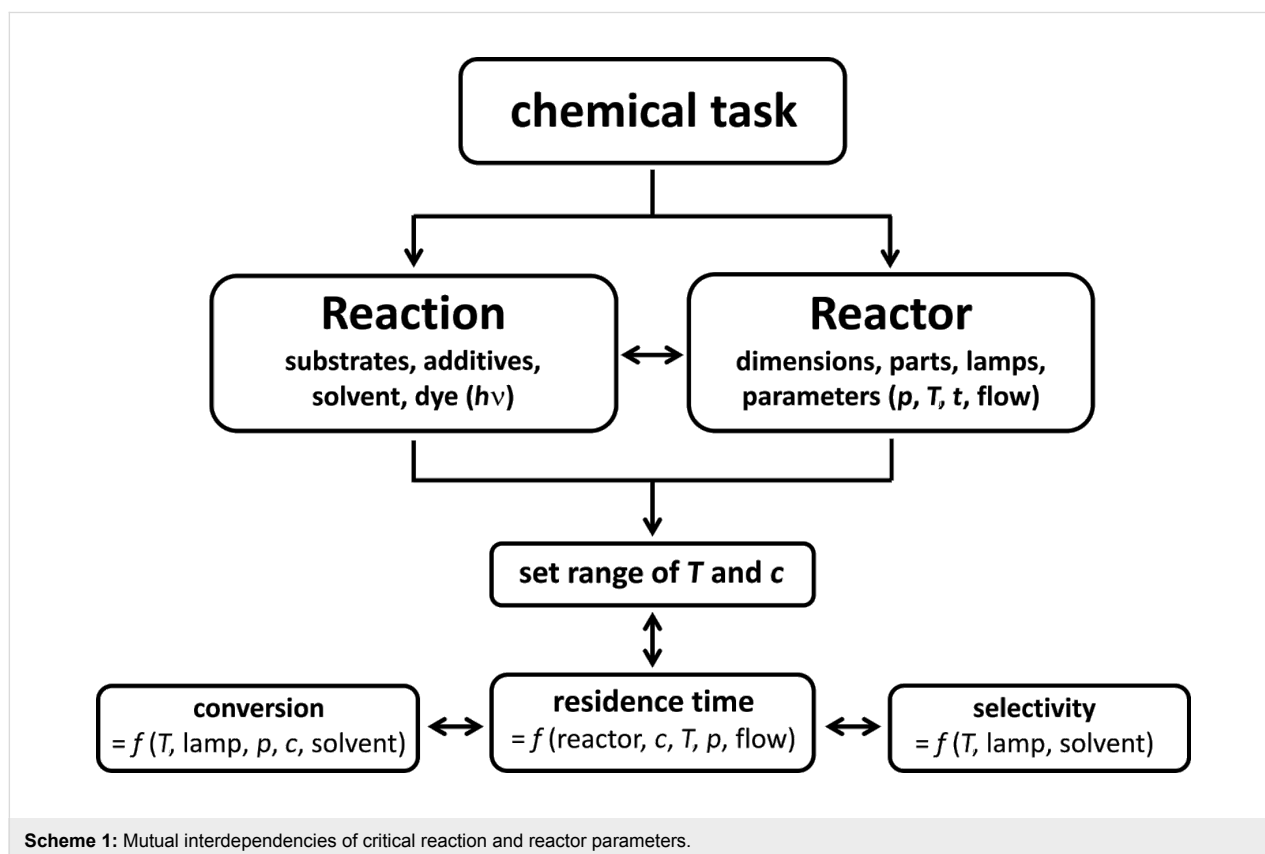 chemical task
Reaction
substrates, additives,
solvent, dye (hν)
Reactor
dimensions, parts, lamps,
parameters (p, T, t, flow)
set range of T and c
conversion
= f (T, lamp, p, c, solvent)
residence time
= f (reactor, c, T, p, flow)
selectivity
= f (T, lamp, solvent)
Scheme 1: Mutual interdependencies of critical reaction and reactor parameters.